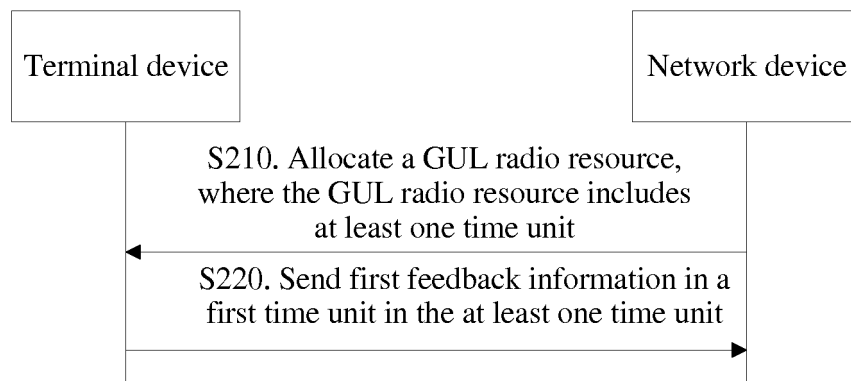 Terminal device
Network device
S210. Allocate a GUL radio resource,
where the GUL radio resource includes
at least one time unit
S220. Send first feedback information in a
first time unit in the at least one time unit